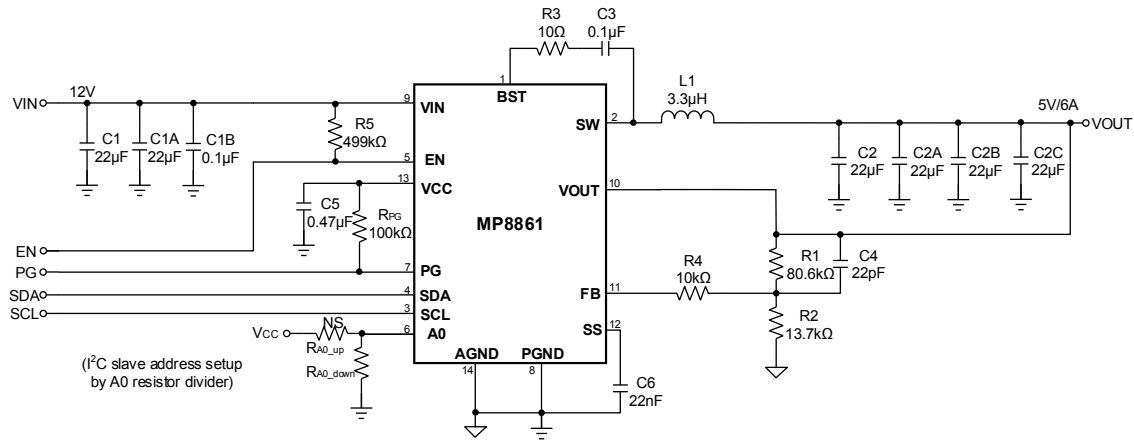 R3
10Ω
C3
0.1µF
1
BST
VIN
12V
9
VIN
C1
22µF
C1A
22µF
C1B
0.1µF
R5
499kΩ
5
EN
13
VCC
C5
0.47µF
RPG
100kΩ
MP8861
SW
2
L1
3.3µH
5V/6A
VOUT
C2
22µF
C2A
22µF
C2B
22µF
C2C
22µF
VOUT
10
R1
80.6kΩ
C4
22pF
R4
10kΩ
FB
11
R2
13.7kΩ
SS
12
C6
22nF
EN
PG
7
PG
SDA
4
SDA
SCL
3
SCL
VCC
NS
6
A0
RA0_up
RA0_down
AGND
14
PGND
8
(I²C slave address setup
by A0 resistor divider)